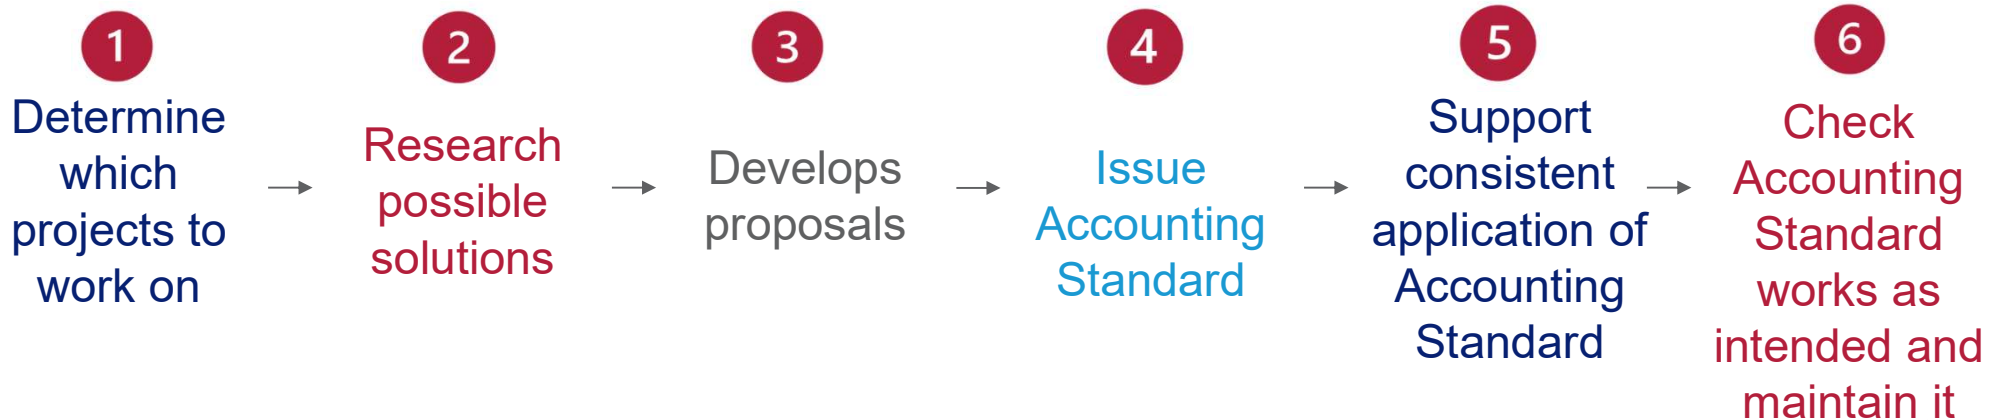 1
Determine
which
projects to
work on
2
Research
possible
solutions
3
Develops
proposals
4
Issue
Accounting
Standard
5
Support
consistent
application of
Accounting
Standard
6
Check
Accounting
Standard
works as
intended and
maintain it